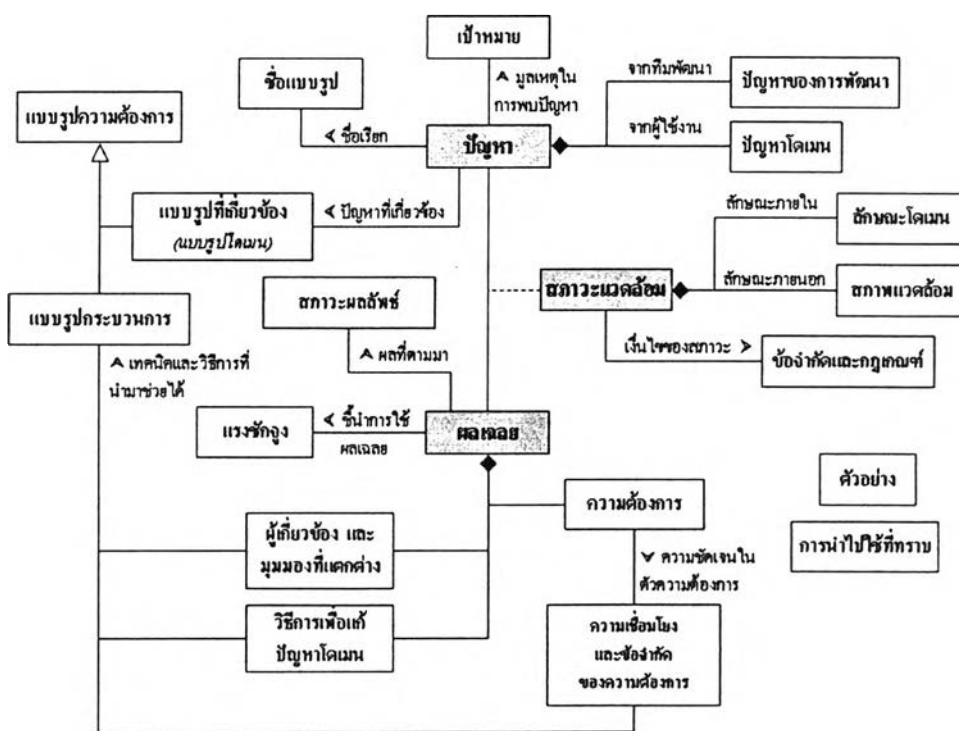 เป้าหมาย
ชื่อแบบรูป
จากทีมพัฒนา
ปัญหาของการพัฒนา
แบบรูปความต้องการ
มูลเหตุใน
การพบปัญหา
ชื่อเรียก
ปัญหา
จากผู้ใช้งาน
ปัญหาโดเมน
แบบรูปที่เกี่ยวข้อง
(แบบรูปโดเมน)
ปัญหาที่เกี่ยวข้อง
ลักษณะภายใน
ลักษณะโดเมน
สภาวะแวดล้อม
ลักษณะภายนอก
สภาพแวดล้อม
แบบรูปกระบวนการ
สภาวะผลลัพธ์
เทคนิคและวิธีการที่
นำมาช่วยได้
ผลที่ตามมา
เงื่อนไขของสภาวะ
ข้อจำกัดและกฎเกณฑ์
แรงชักจูง
ชี้นำการใช้
ผลเฉลย
ผลเฉลย
ความต้องการ
ตัวอย่าง
การนำไปใช้ที่ทราบ
ผู้เกี่ยวข้อง และ
มุมมองที่แตกต่าง
ความชัดเจนใน
ตัวความต้องการ
วิธีการเพื่อแก้
ปัญหาโดเมน
ความเชื่อมโยง
และข้อจำกัด
ของความต้องการ